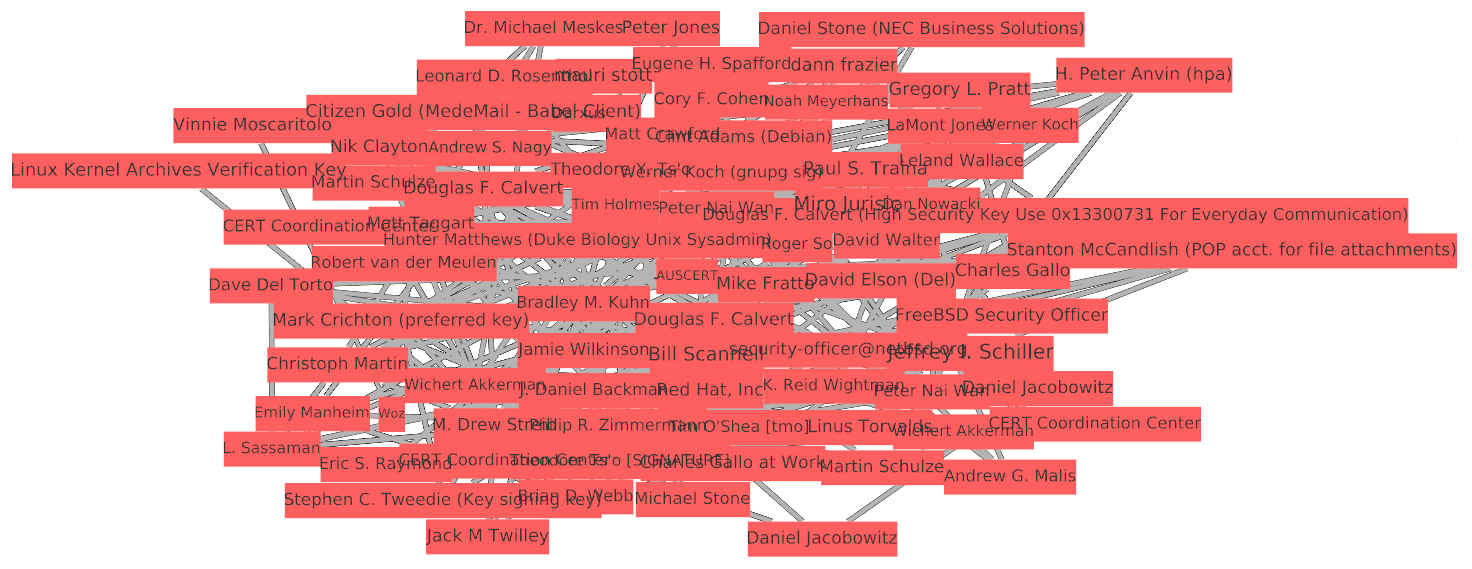 Dr. Michael Meskes
Peter Jones
Daniel Stone (NEC Business Solutions)
Eugene H. Spafford
dann frazier
Leonard D. Rosenthol
mauri stott
H. Peter Anvin (hpa)
Gregory L. Pratt
Cory F. Cohen
Noah Meyerhans
Citizen Gold (MedeMail - Babel Client)
Darxus
Vinnie Moscaritolo
LaMont Jones
Werner Koch
Matt Crawford
Clint Adams (Debian)
Nik Clayton
Andrew S. Nagy
Leland Wallace
Linux Kernel Archives Verification Key
Theodore Y. Ts'o
Werner Koch (gnupg sig)
Paul S. Trama
Martin Schulze
Douglas F. Calvert
Tim Holmes
Peter Nai Wan
Miro Jurisic
Dan Nowacki
Douglas F. Calvert (High Security Key Use 0x13300731 For Everyday Communication)
CERT Coordination Center
Matt Taggart
Hunter Matthews (Duke Biology Unix Sysadmin)
Roger So
David Walter
Stanton McCandlish (POP acct. for file attachments)
Robert van der Meulen
AUSCERT
Charles Gallo
Dave Del Torto
Mike Fratto
David Elson (Del)
Bradley M. Kuhn
Mark Crichton (preferred key)
Douglas F. Calvert
FreeBSD Security Officer
Jamie Wilkinson
Bill Scannell
security-officer@netbsd.org
Jeffrey I. Schiller
Christoph Martin
Wichert Akkerman
J. Daniel Backman
Red Hat, Inc
K. Reid Wightman
Peter Nai Wan
Daniel Jacobowitz
Emily Manheim
Woz
M. Drew Streib
Philip R. Zimmermann
Tim O'Shea [tmo]
Linus Torvalds
Wichert Akkerman
CERT Coordination Center
L. Sassaman
Eric S. Raymond
CERT Coordination Center
Theodore Ts'o [SIGNATURE]
Charles Gallo at Work
Martin Schulze
Andrew G. Malis
Stephen C. Tweedie (Key signing key)
Brian D. Webb
Michael Stone
Jack M Twilley
Daniel Jacobowitz